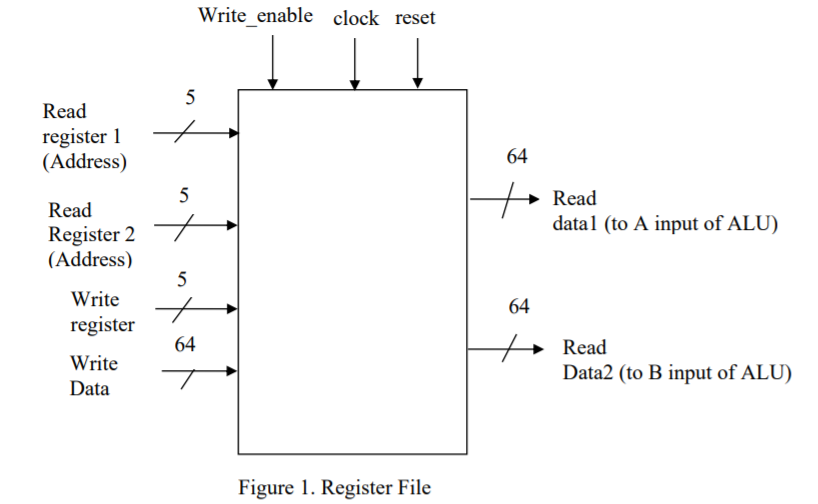 Write_enable clock reset
5
Read
register 1
(Address)
64
5
Read
data1 (to A input of ALU)
Read
Register 2
(Address)
5
Write
register
64
64
Read
Data2 (to B input of ALU)
Write
Data
Figure 1. Register File